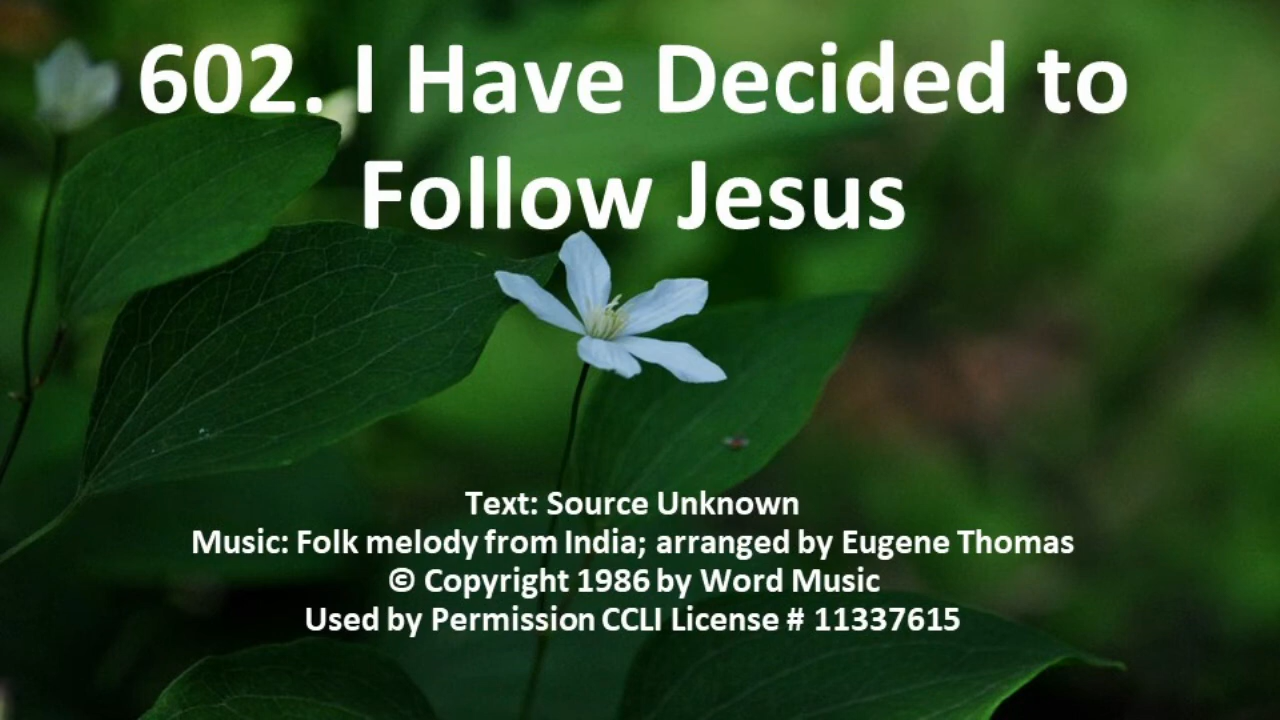 602. I Have Decided to
Follow Jesus
Text: Source Unknown
Music: Folk melody from India; arranged by Eugene Thomas
© Copyright 1986 by Word Music
Used by Permission CCLI License # 11337615